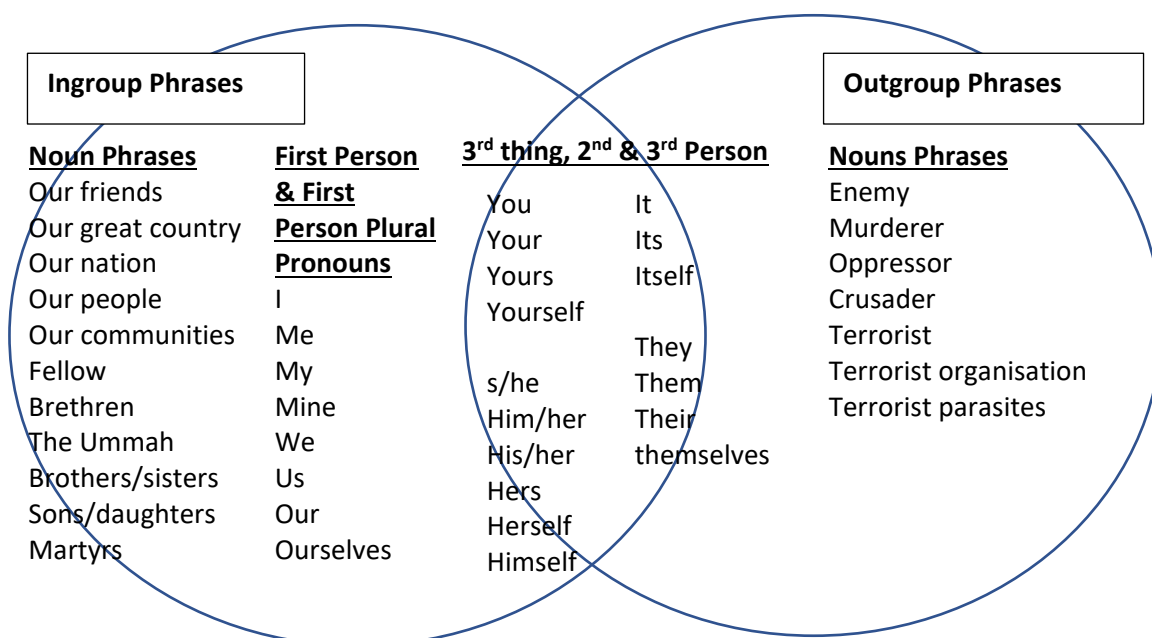 Ingroup Phrases
Noun Phrases
Our friends
Our great country
Our nation
Our people
Our communities
Fellow
Brethren
The Ummah
Brothers/sisters
Sons/daughters
Martyrs
First Person
& First
Person Plural
Pronouns
I
Me
My
Mine
We
Us
Our
Ourselves
3rd thing, 2nd & 3rd Person
You
Your
Yours
Yourself
s/he
Him/her
His/her
Hers
Herself
Himself
It
Its
Itself
They
Them
Their
themselves
Outgroup Phrases
Nouns Phrases
Enemy
Murderer
Oppressor
Crusader
Terrorist
Terrorist organisation
Terrorist parasites